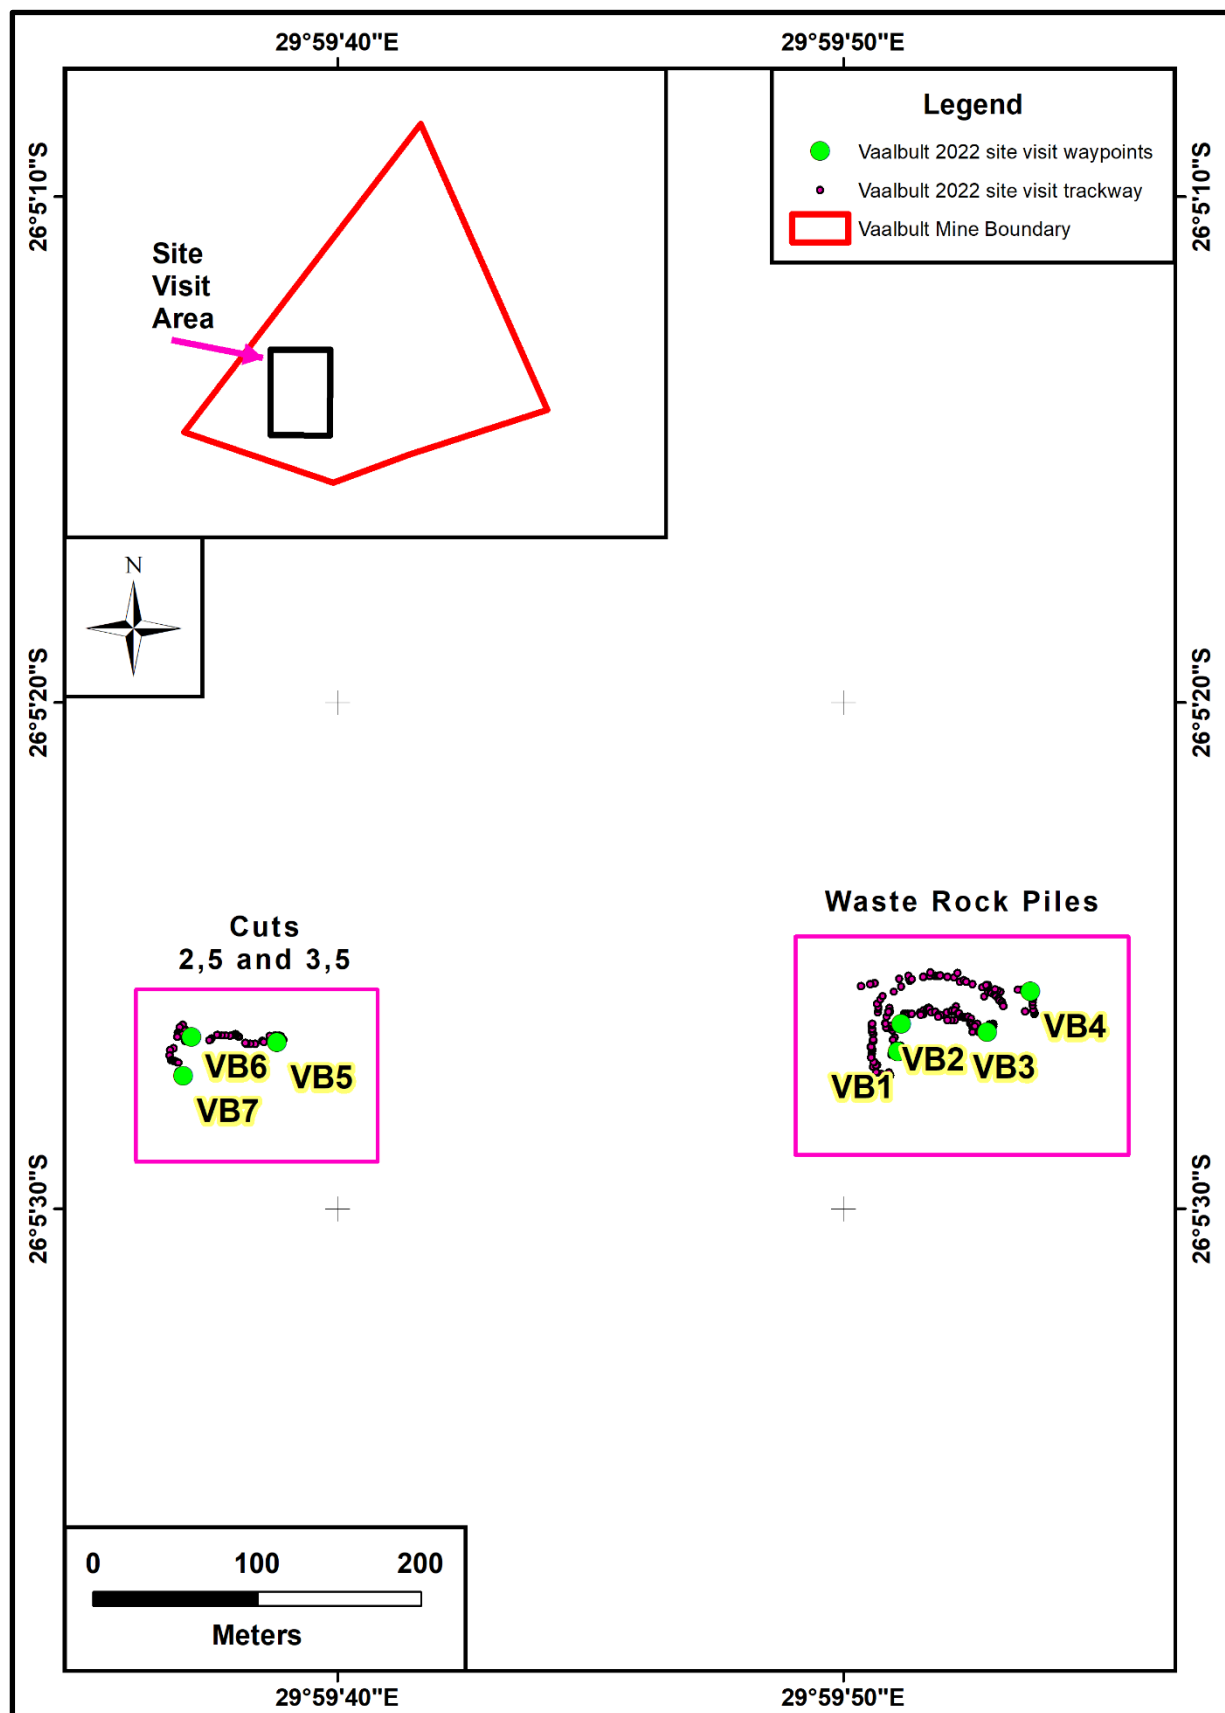 29°59'40"E
29°59'50"E
26°5'10"S
26°5'10"S
Legend
Vaalbult 2022 site visit waypoints
Vaalbult 2022 site visit trackway
Vaalbult Mine Boundary
Site
Visit
Area
N
26°5'20"S
26°5'20"S
Waste Rock Piles
Cuts
2,5 and 3,5
VB4
VB2
VB3
VB1
VB6
VB5
VB7
26°5'30"S
26°5'30"S
0
100
200
Meters
29°59'40"E
29°59'50"E